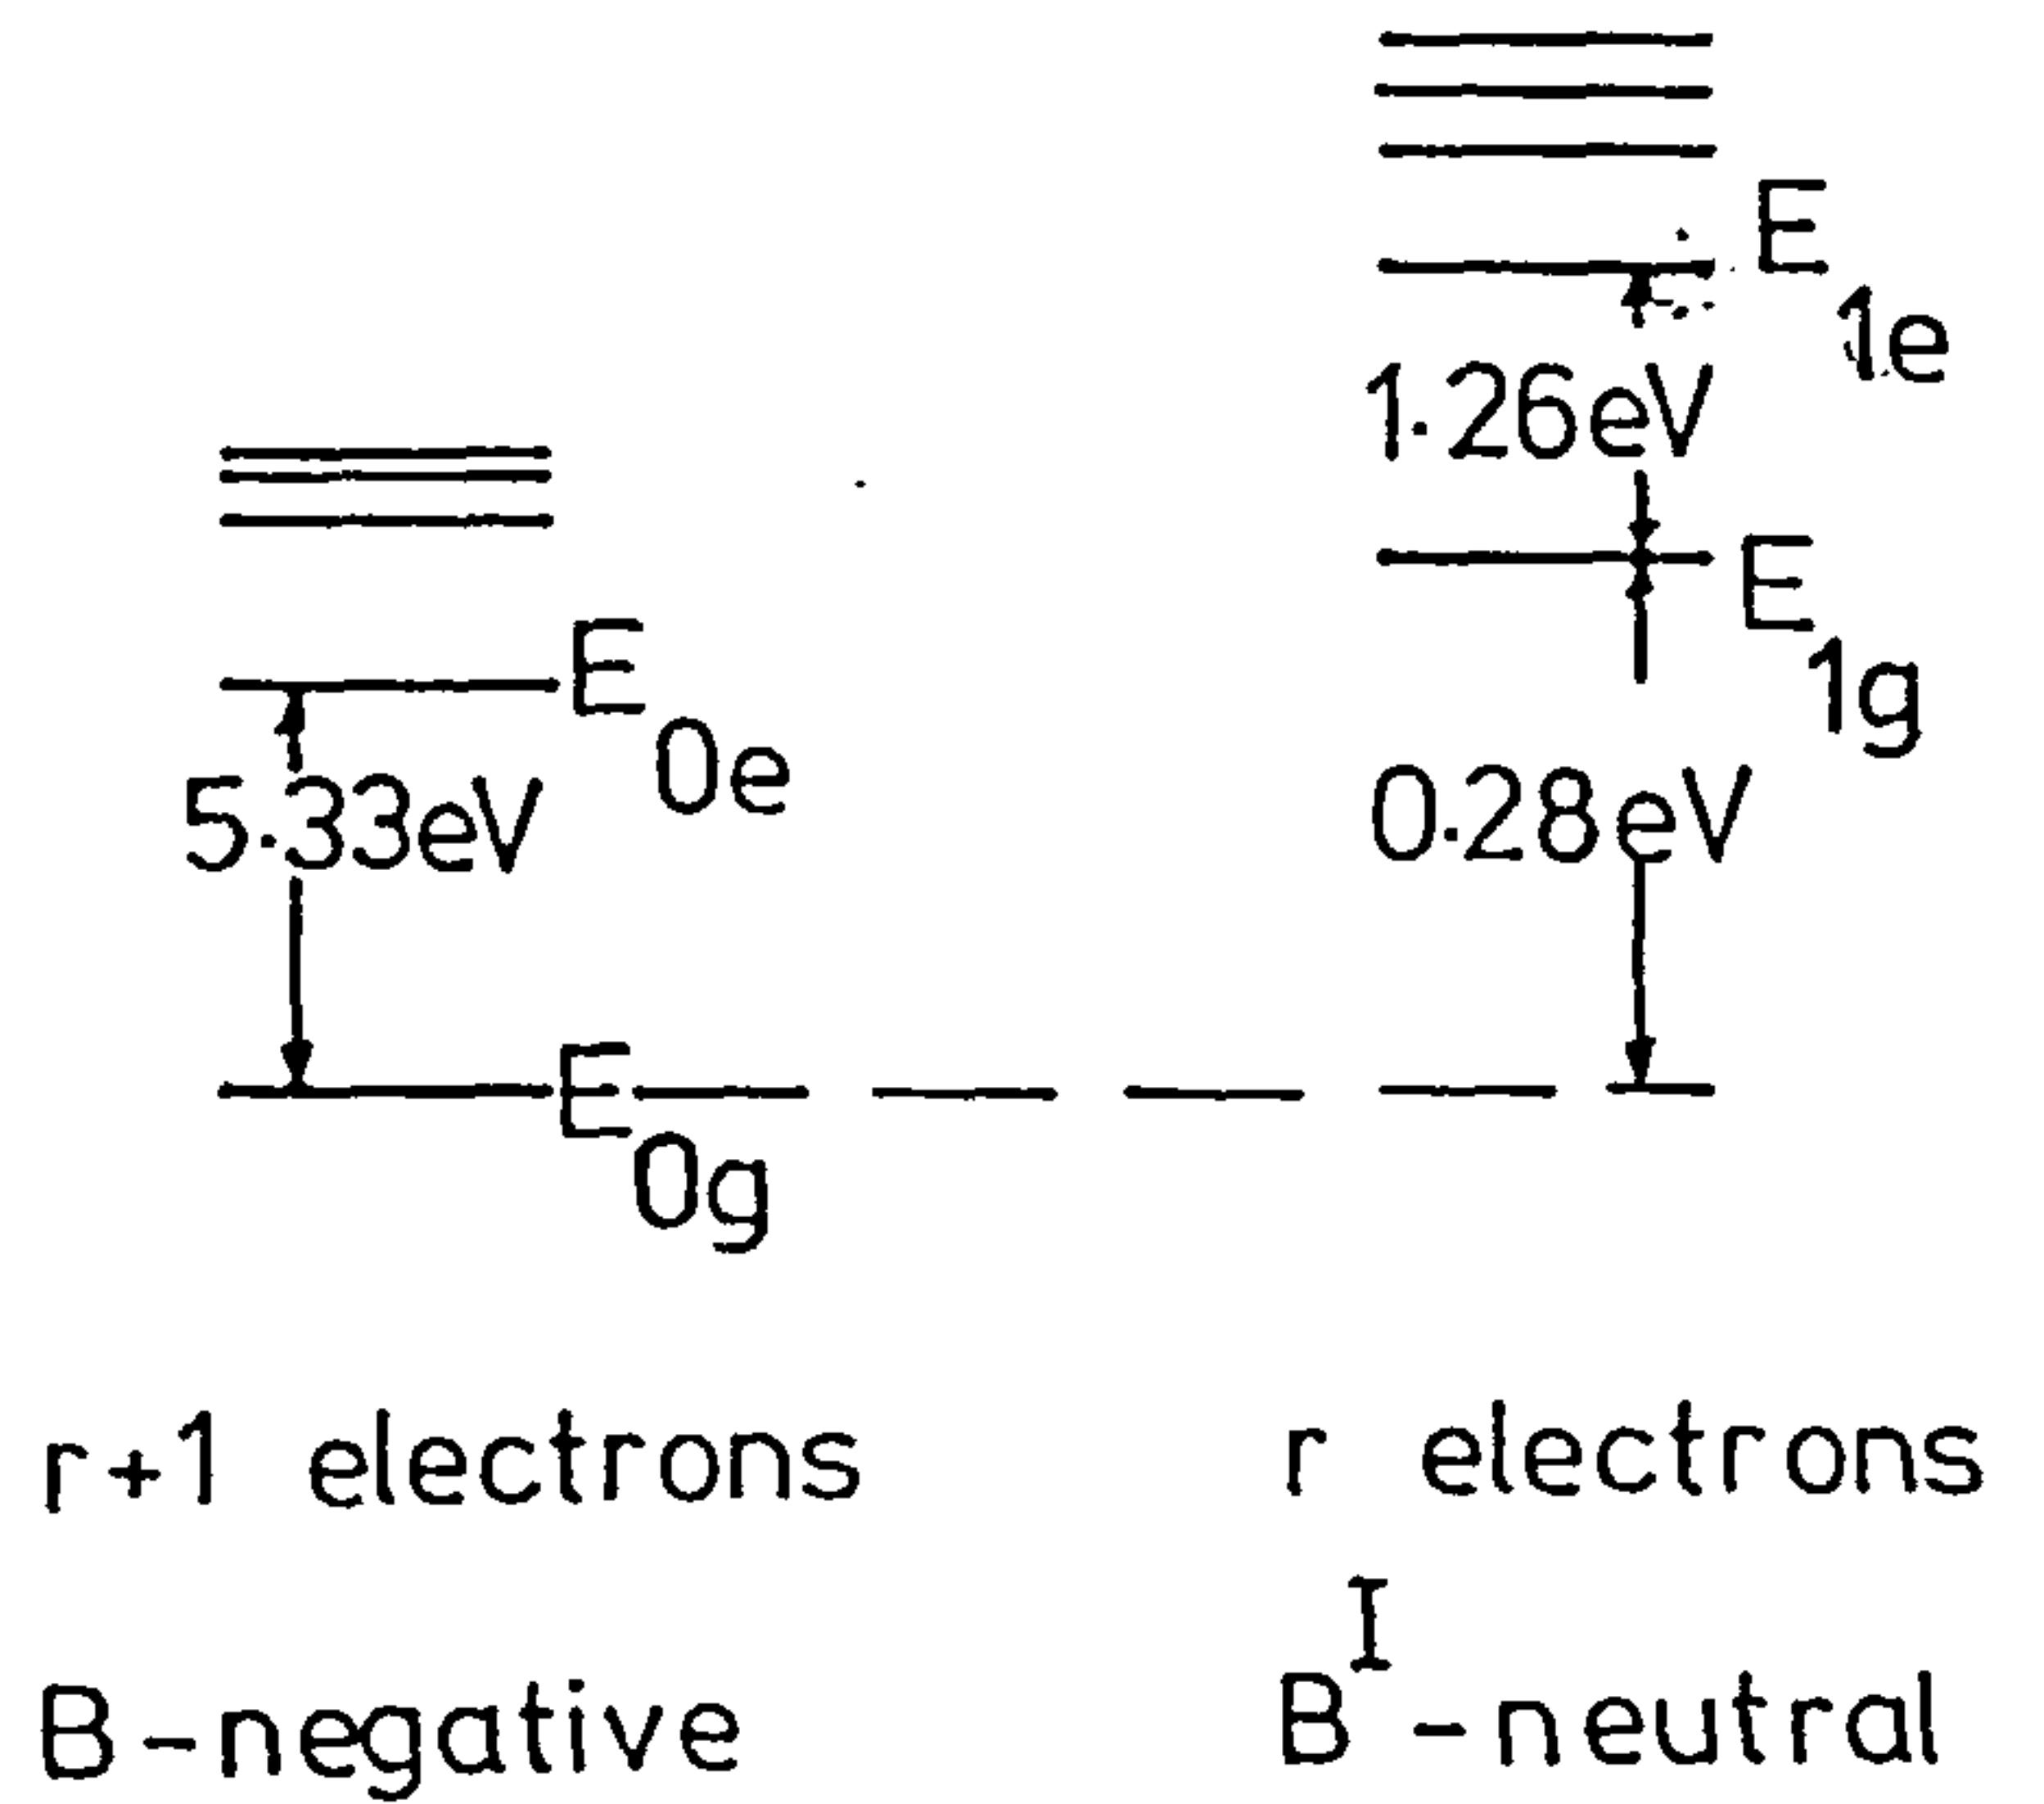 E1e
1.26eV
E1g
E0e
5.33eV
0.28eV
E0g
r+1 electrons
r electrons
B-negative
B^I-neutral